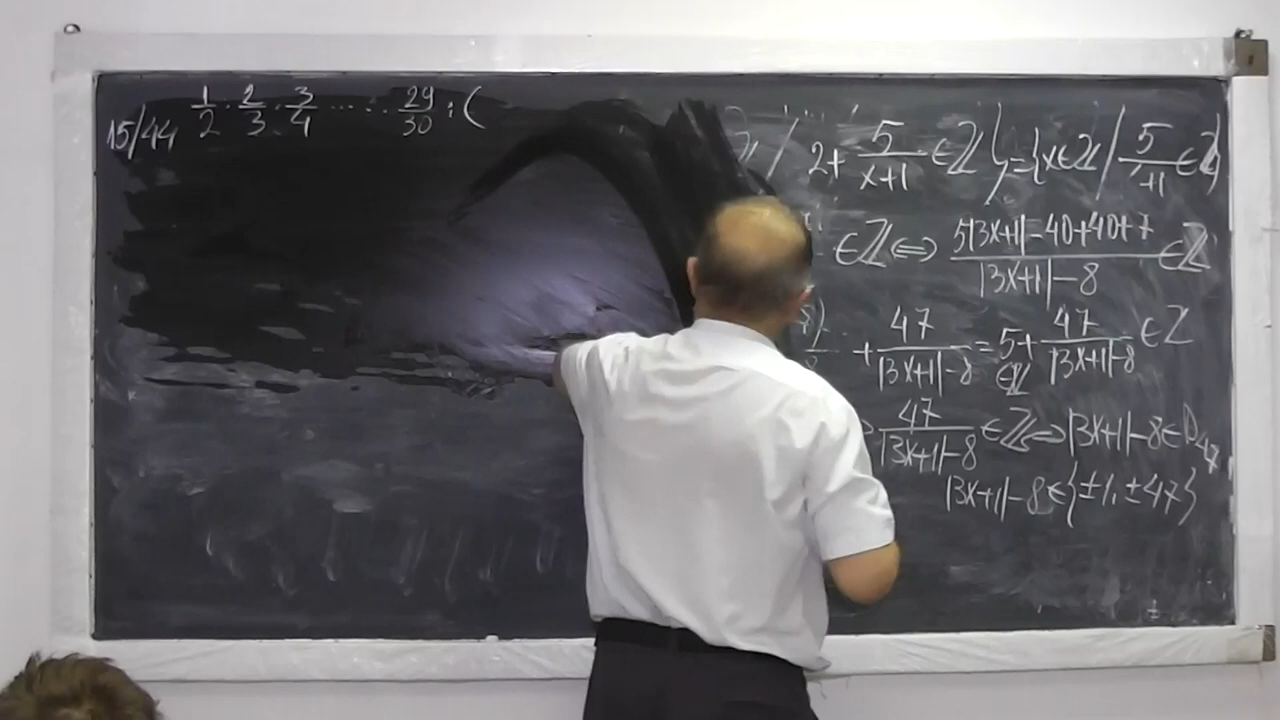 15/44 1/2 · 2/3 · 3/4 ····· 29/30 : (
/ 2+ 5/(x+1) ∈ℤ}={x∈ℤ/ 5/(x+1) ∈ℤ}
∈ℤ⇔ (5|3x+1|-40+40+7)/(|3x+1|-8) ∈ℤ
+ 47/(|3x+1|-8) = 5+ 47/(|3x+1|-8) ∈ℤ
∈ℤ
47/(|3x+1|-8) ∈ℤ⇔|3x+1|-8∈D₄₇
|3x+1|-8∈{±1,±47}